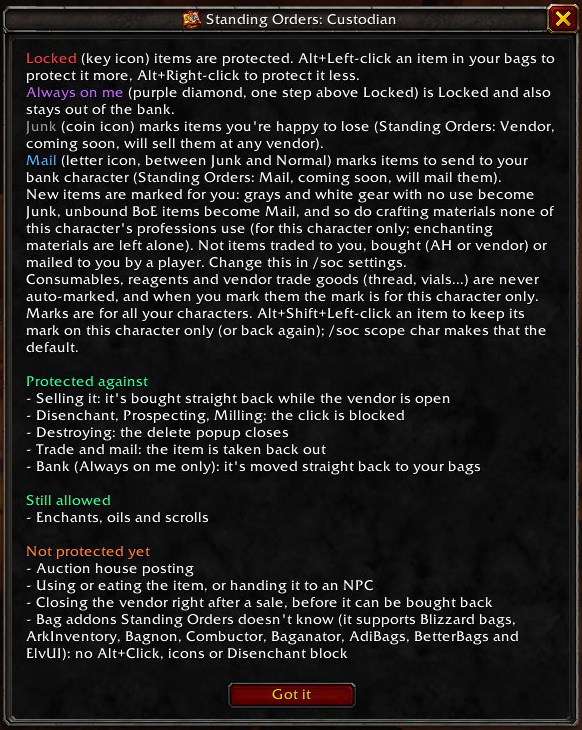 Standing Orders: Custodian
Locked (key icon) items are protected. Alt+Left-click an item in your bags to
protect it more, Alt+Right-click to protect it less.
Always on me (purple diamond, one step above Locked) is Locked and also
stays out of the bank.
Junk (coin icon) marks items you're happy to lose (Standing Orders: Vendor,
coming soon, will sell them at any vendor).
Mail (letter icon, between Junk and Normal) marks items to send to your
bank character (Standing Orders: Mail, coming soon, will mail them).
New items are marked for you: grays and white gear with no use become
Junk, unbound BoE items become Mail, and so do crafting materials none of
this character's professions use (for this character only; enchanting
materials are left alone). Not items traded to you, bought (AH or vendor) or
mailed to you by a player. Change this in /soc settings.
Consumables, reagents and vendor trade goods (thread, vials...) are never
auto-marked, and when you mark them the mark is for this character only.
Marks are for all your characters. Alt+Shift+Left-click an item to keep its
mark on this character only (or back again); /soc scope char makes that the
default.
Protected against
- Selling it: it's bought straight back while the vendor is open
- Disenchant, Prospecting, Milling: the click is blocked
- Destroying: the delete popup closes
- Trade and mail: the item is taken back out
- Bank (Always on me only): it's moved straight back to your bags
Still allowed
- Enchants, oils and scrolls
Not protected yet
- Auction house posting
- Using or eating the item, or handing it to an NPC
- Closing the vendor right after a sale, before it can be bought back
- Bag addons Standing Orders doesn't know (it supports Blizzard bags,
ArkInventory, Bagnon, Combuctor, Baganator, AdiBags, BetterBags and
ElvUI): no Alt+Click, icons or Disenchant block
Got it